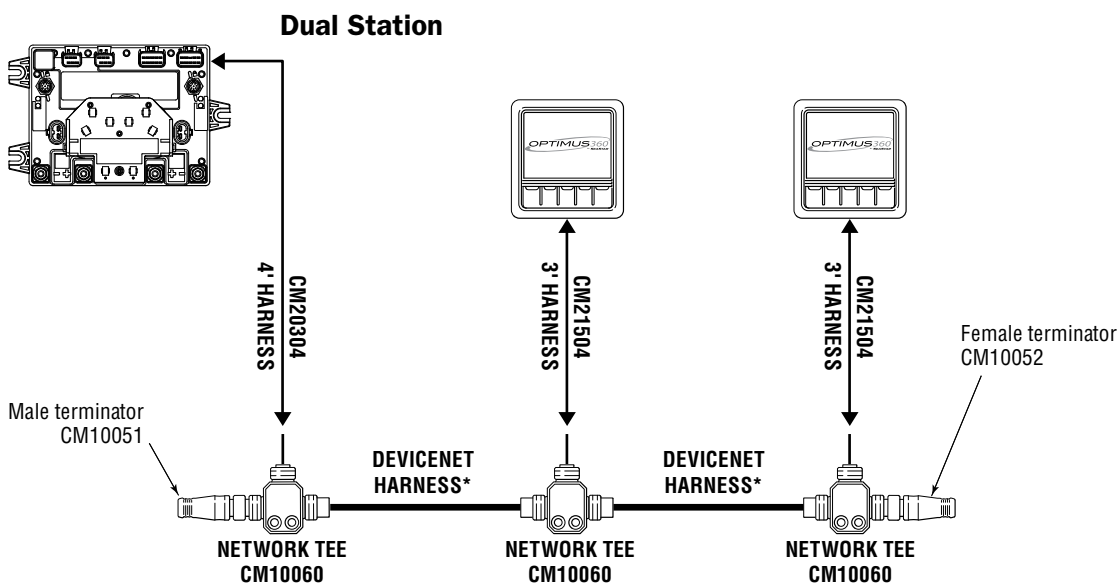 Dual Station
OPTIMUS360
OPTIMUS360
CM20304
4' HARNESS
CM21504
3' HARNESS
CM21504
3' HARNESS
Female terminator
CM10052
Male terminator
CM10051
DEVICENET
HARNESS*
DEVICENET
HARNESS*
NETWORK TEE
CM10060
NETWORK TEE
CM10060
NETWORK TEE
CM10060